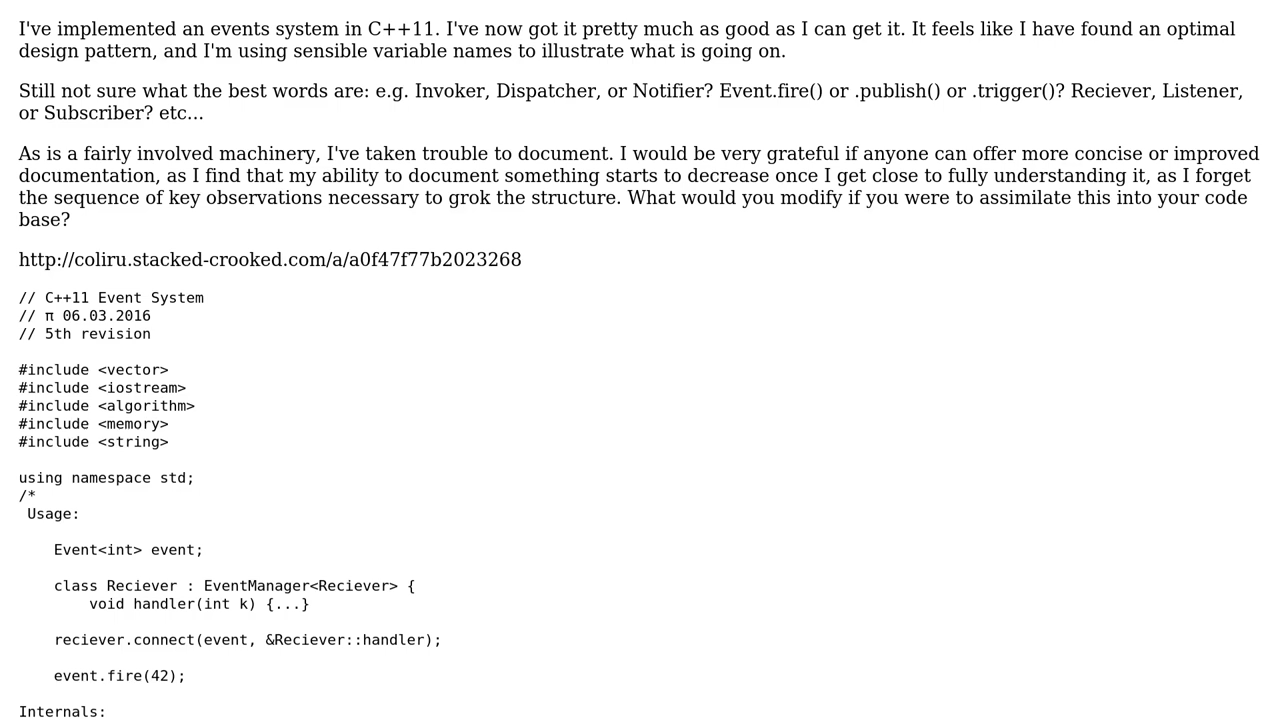 I've implemented an events system in C++11. I've now got it pretty much as good as I can get it. It feels like I have found an optimal
design pattern, and I'm using sensible variable names to illustrate what is going on.
Still not sure what the best words are: e.g. Invoker, Dispatcher, or Notifier? Event.fire() or .publish() or .trigger()? Reciever, Listener,
or Subscriber? etc...
As is a fairly involved machinery, I've taken trouble to document. I would be very grateful if anyone can offer more concise or improved
documentation, as I find that my ability to document something starts to decrease once I get close to fully understanding it, as I forget
the sequence of key observations necessary to grok the structure. What would you modify if you were to assimilate this into your code
base?
http://coliru.stacked-crooked.com/a/a0f47f77b2023268
// C++11 Event System
// π 06.03.2016
// 5th revision
#include <vector>
#include <iostream>
#include <algorithm>
#include <memory>
#include <string>
using namespace std;
/*
 Usage:
    Event<int> event;
    class Reciever : EventManager<Reciever> {
        void handler(int k) {...}
    reciever.connect(event, &Reciever::handler);
    event.fire(42);
Internals: